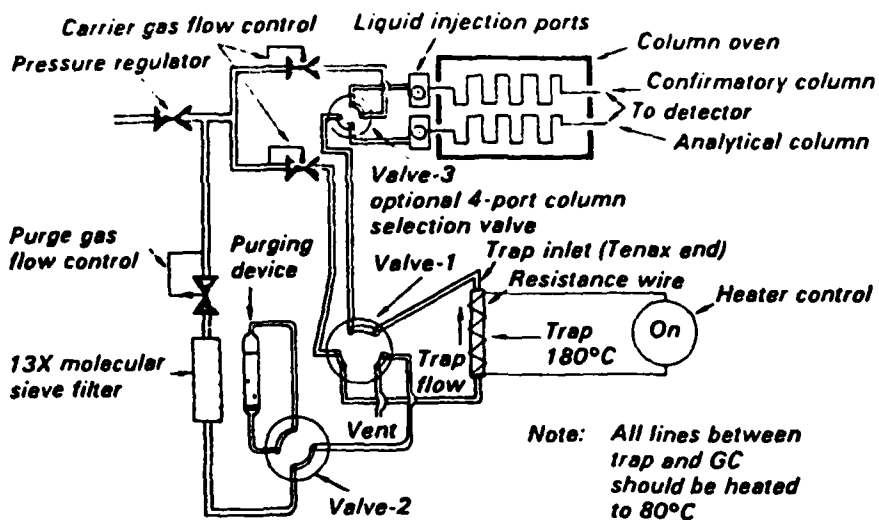 Carrier gas flow control
Liquid injection ports
Pressure regulator
Column oven
Confirmatory column
To detector
Analytical column
Valve-3
optional 4-port column
selection valve
Purge gas
flow control
Purging
device
Valve-1
Trap inlet (Tenax end)
Resistance wire
Heater control
On
Trap
180°C
Trap
flow
13X molecular
sieve filter
Vent
Valve-2
Note: All lines between
trap and GC
should be heated
to 80°C